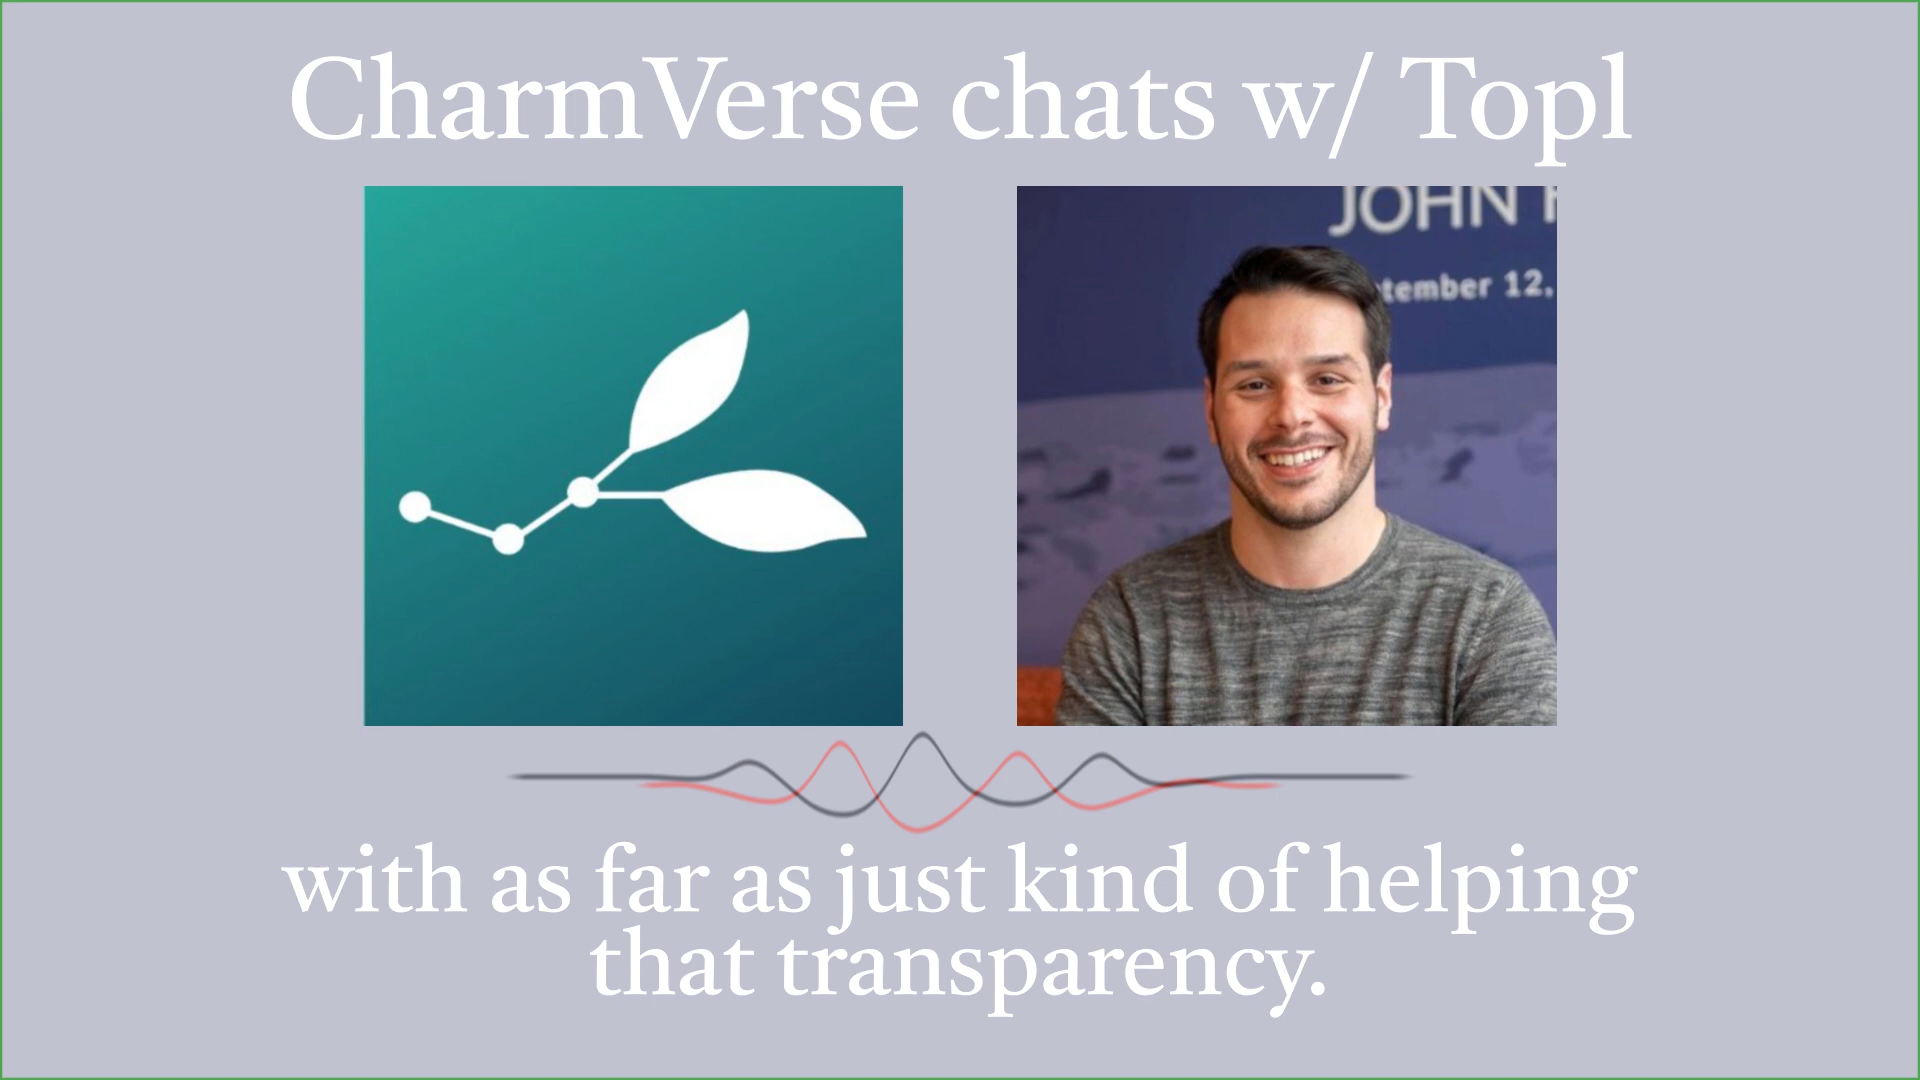 CharmVerse chats w/ Topl
JOHN
tember 12,
with as far as just kind of helping
that transparency.